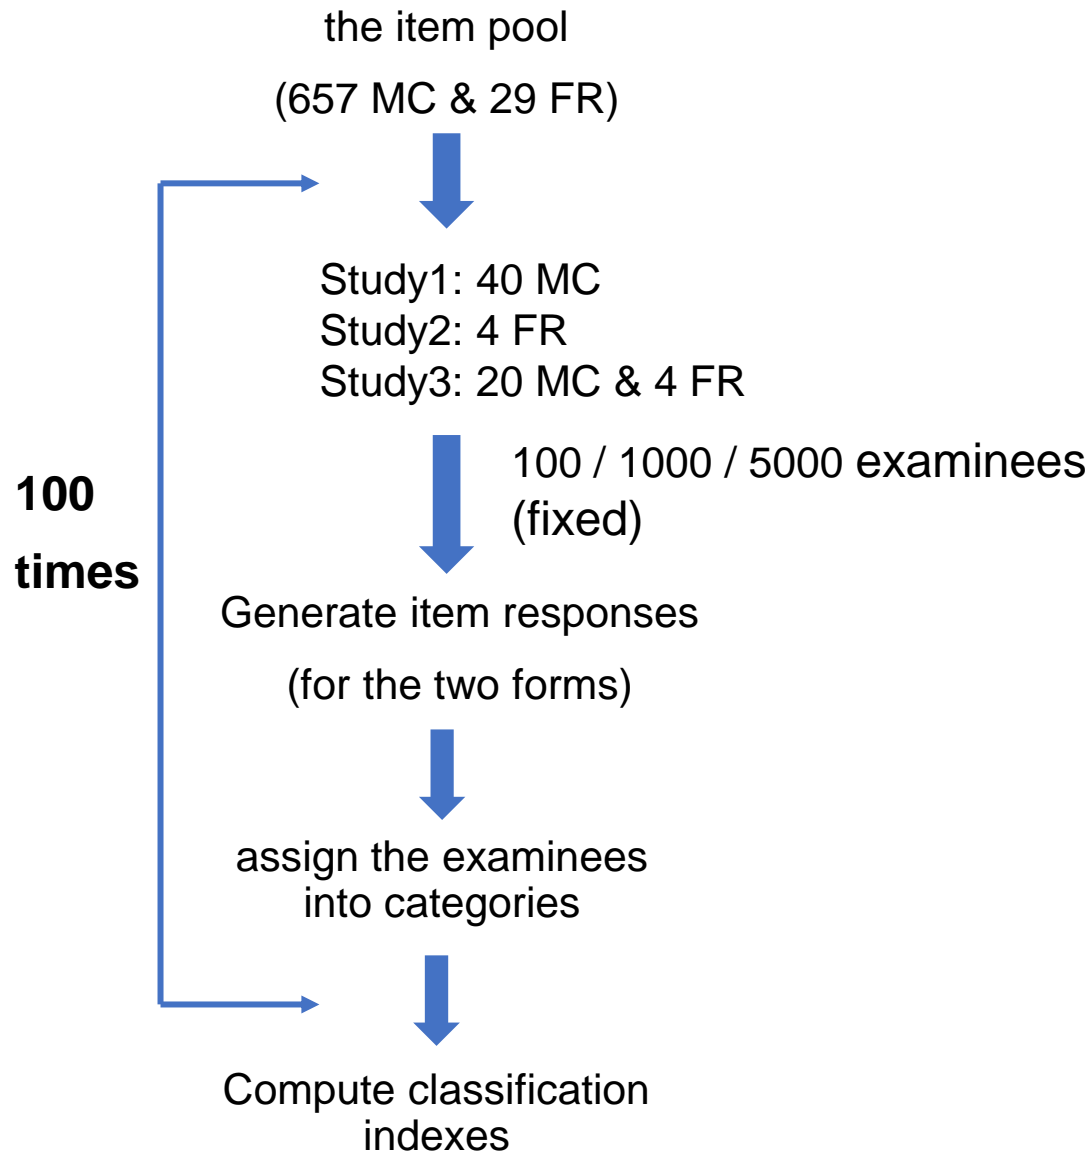 the item pool
(657 MC & 29 FR)
Study1: 40 MC
Study2: 4 FR
Study3: 20 MC & 4 FR
100 / 1000 / 5000 examinees
(fixed)
100
times
Generate item responses
(for the two forms)
assign the examinees
into categories
Compute classification
indexes